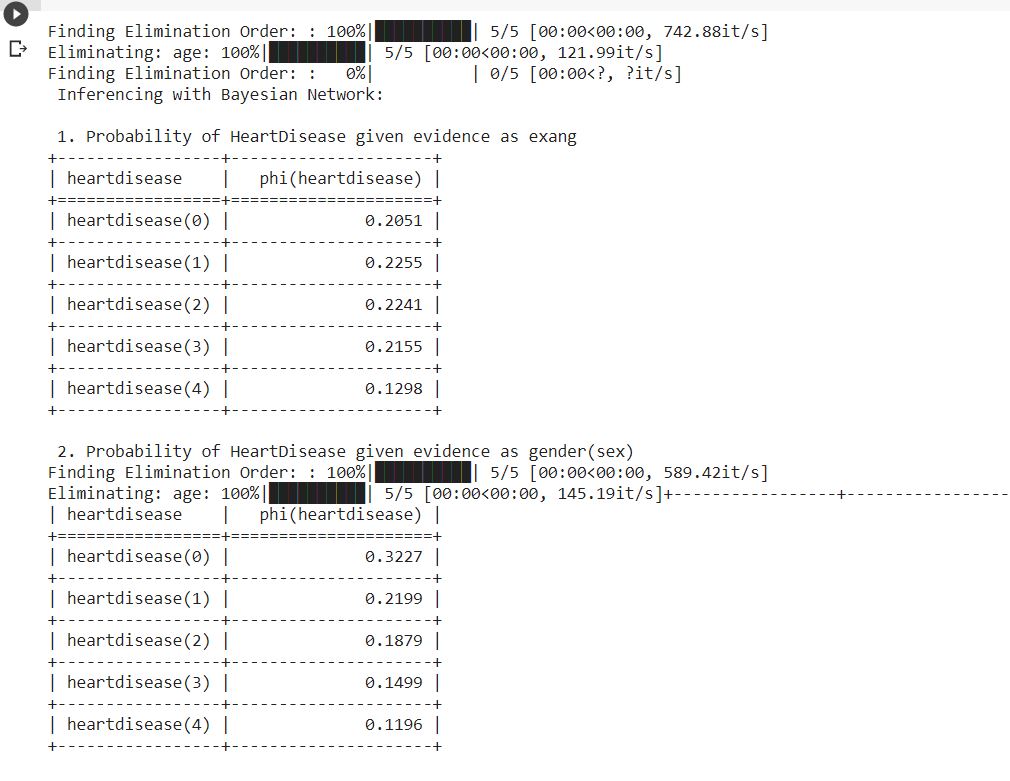 Finding Elimination Order: : 100%|██████████| 5/5 [00:00<00:00, 742.88it/s]
Eliminating: age: 100%|██████████| 5/5 [00:00<00:00, 121.99it/s]
Finding Elimination Order: :   0%|          | 0/5 [00:00<?, ?it/s]
 Inferencing with Bayesian Network:

 1. Probability of HeartDisease given evidence as exang
+-----------------+---------------------+
| heartdisease    |   phi(heartdisease) |
+=================+=====================+
| heartdisease(0) |              0.2051 |
+-----------------+---------------------+
| heartdisease(1) |              0.2255 |
+-----------------+---------------------+
| heartdisease(2) |              0.2241 |
+-----------------+---------------------+
| heartdisease(3) |              0.2155 |
+-----------------+---------------------+
| heartdisease(4) |              0.1298 |
+-----------------+---------------------+

 2. Probability of HeartDisease given evidence as gender(sex)
Finding Elimination Order: : 100%|██████████| 5/5 [00:00<00:00, 589.42it/s]
Eliminating: age: 100%|██████████| 5/5 [00:00<00:00, 145.19it/s]+-----------------+-----------------
| heartdisease    |   phi(heartdisease) |
+=================+=====================+
| heartdisease(0) |              0.3227 |
+-----------------+---------------------+
| heartdisease(1) |              0.2199 |
+-----------------+---------------------+
| heartdisease(2) |              0.1879 |
+-----------------+---------------------+
| heartdisease(3) |              0.1499 |
+-----------------+---------------------+
| heartdisease(4) |              0.1196 |
+-----------------+---------------------+